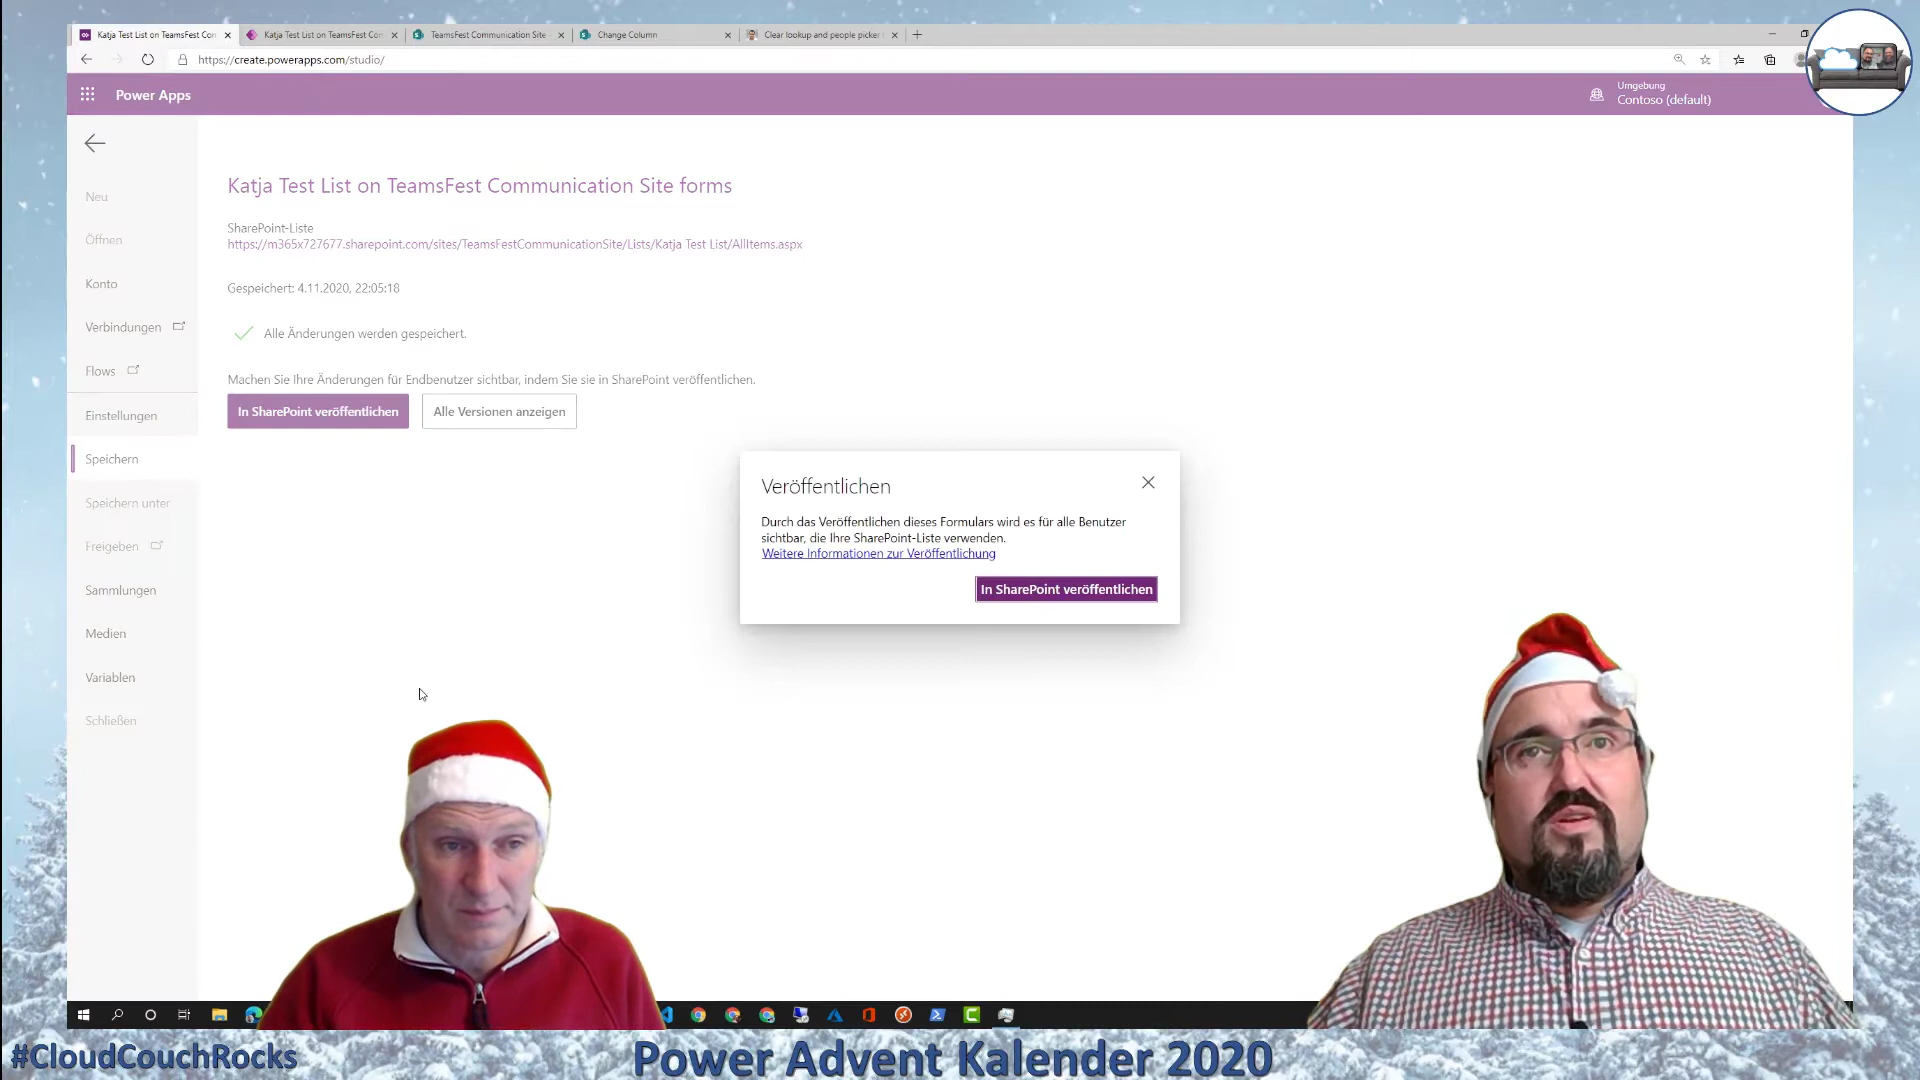 Katja Test List on TeamsFest Con
Katja Test List on TeamsFest Con
TeamsFest Communication Site -
Change Column
Clear lookup and people picker
https://create.powerapps.com/studio/
Power Apps
Umgebung
Contoso (default)
Neu
Öffnen
Konto
Verbindungen
Flows
Einstellungen
Speichern
Speichern unter
Freigeben
Sammlungen
Medien
Variablen
Schließen
Katja Test List on TeamsFest Communication Site forms
SharePoint-Liste
https://m365x727677.sharepoint.com/sites/TeamsFestCommunicationSite/Lists/Katja Test List/AllItems.aspx
Gespeichert: 4.11.2020, 22:05:18
Alle Änderungen werden gespeichert.
Machen Sie Ihre Änderungen für Endbenutzer sichtbar, indem Sie sie in SharePoint veröffentlichen.
In SharePoint veröffentlichen
Alle Versionen anzeigen
Veröffentlichen
Durch das Veröffentlichen dieses Formulars wird es für alle Benutzer
sichtbar, die Ihre SharePoint-Liste verwenden.
Weitere Informationen zur Veröffentlichung
In SharePoint veröffentlichen
#CloudCouchRocks
Power Advent Kalender 2020